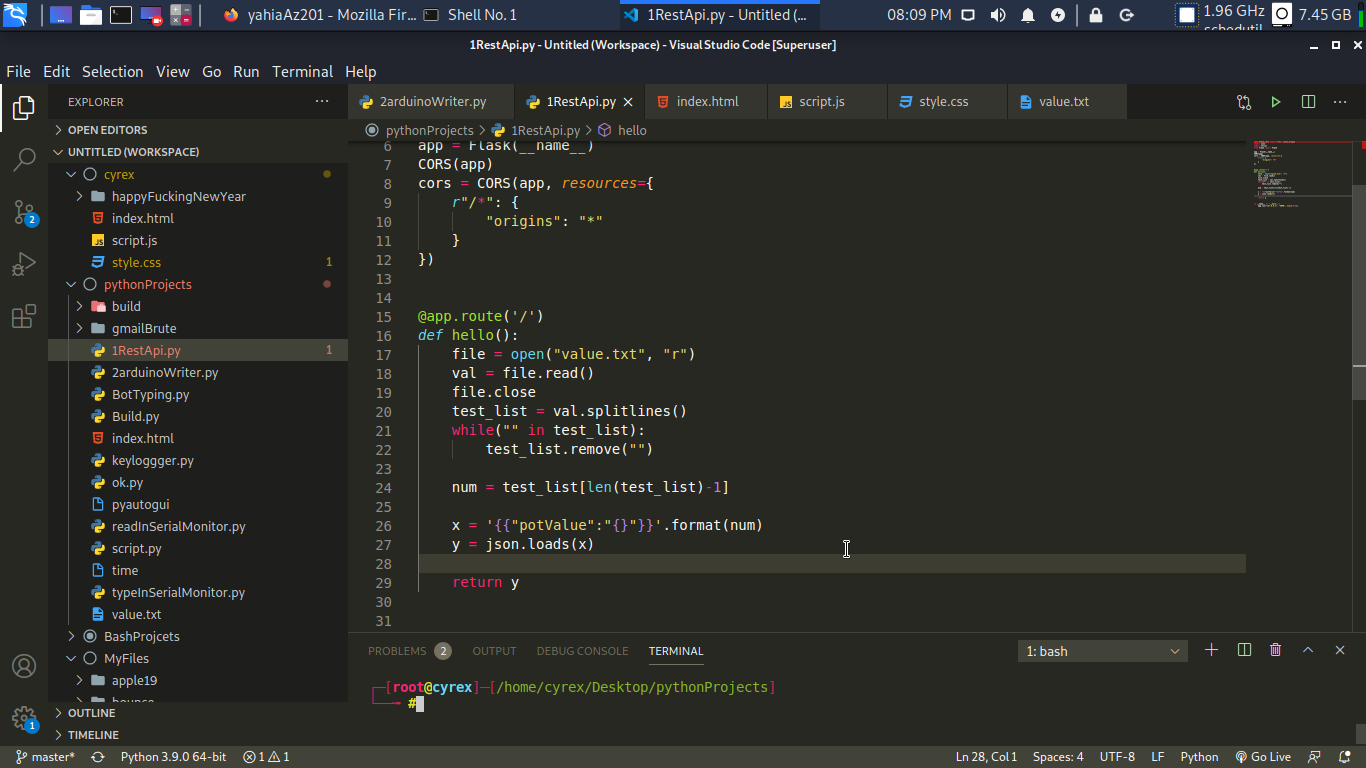 yahiaAz201 - Mozilla Fir...
Shell No. 1
1RestApi.py - Untitled (...
08:09 PM
1.96 GHz
7.45 GB
1RestApi.py - Untitled (Workspace) - Visual Studio Code [Superuser]
File Edit Selection View Go Run Terminal Help
EXPLORER
OPEN EDITORS
UNTITLED (WORKSPACE)
cyrex
happyFuckingNewYear
index.html
script.js
style.css 1
pythonProjects
build
gmailBrute
1RestApi.py 1
2arduinoWriter.py
BotTyping.py
Build.py
index.html
keyloggger.py
ok.py
pyautogui
readInSerialMonitor.py
script.py
time
typeInSerialMonitor.py
value.txt
BashProjcets
MyFiles
apple19
bounce
OUTLINE
TIMELINE
2
1
2arduinoWriter.py 1RestApi.py index.html script.js style.css value.txt
pythonProjects > 1RestApi.py > hello
6 app = Flask(__name__)
7 CORS(app)
8 cors = CORS(app, resources={
9 r"/*": {
10 "origins": "*"
11 }
12 })
13
14
15 @app.route('/')
16 def hello():
17 file = open("value.txt", "r")
18 val = file.read()
19 file.close
20 test_list = val.splitlines()
21 while("" in test_list):
22 test_list.remove("")
23
24 num = test_list[len(test_list)-1]
25
26 x = '{{"potValue":"{}"}}'.format(num)
27 y = json.loads(x)
28
29 return y
30
31
PROBLEMS 2 OUTPUT DEBUG CONSOLE TERMINAL
1: bash
[root@cyrex]-[/home/cyrex/Desktop/pythonProjects]
#
master* Python 3.9.0 64-bit 1 1 Ln 28, Col 1 Spaces: 4 UTF-8 LF Python Go Live